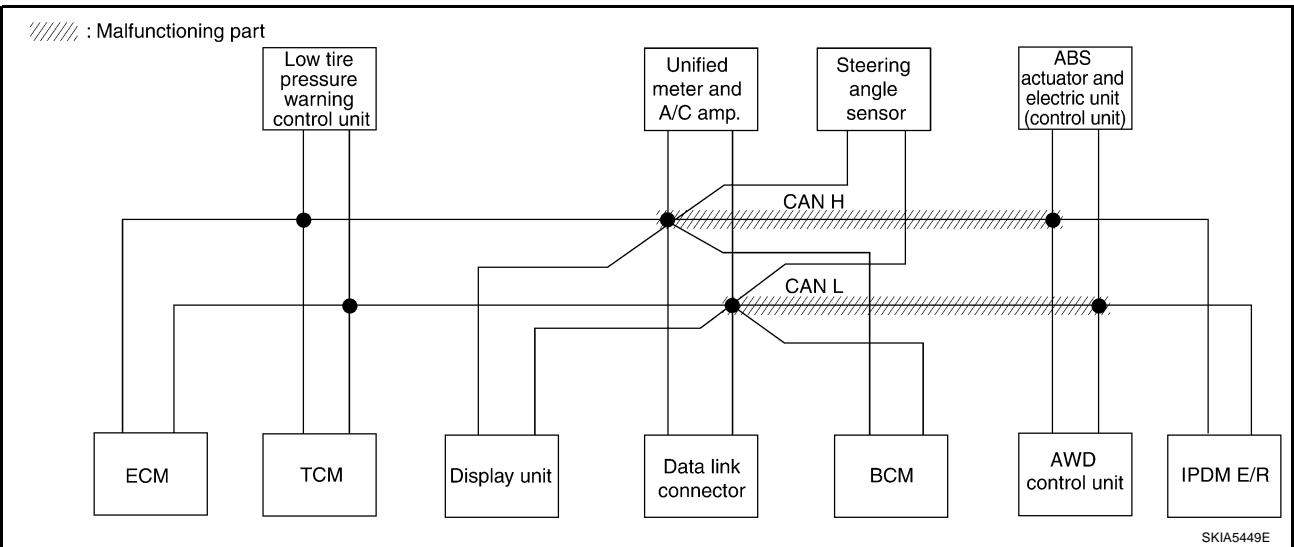 : Malfunctioning part
Low tire
pressure
warning
control unit
Unified
meter and
A/C amp.
Steering
angle
sensor
ABS
actuator and
electric unit
(control unit)
CAN H
CAN L
ECM
TCM
Display unit
Data link
connector
BCM
AWD
control unit
IPDM E/R
SKIA5449E